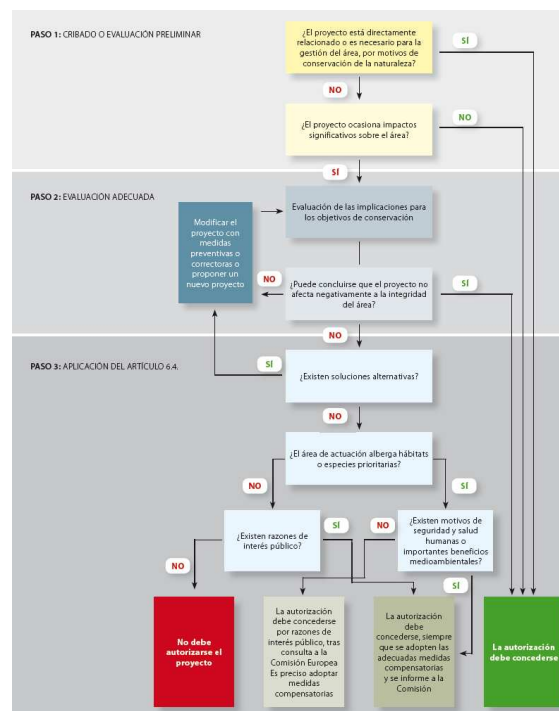 PASO 1: CRIBADO O EVALUACIÓN PRELIMINAR
¿El proyecto está directamente
relacionado o es necesario para la
gestión del área, por motivos de
conservación de la naturaleza?
SÍ
NO
¿El proyecto ocasiona impactos
significativos sobre el área?
NO
SÍ
PASO 2: EVALUACIÓN ADECUADA
Evaluación de las implicaciones para
los objetivos de conservación
Modificar el
proyecto con
medidas
preventivas o
correctoras o
proponer un
nuevo proyecto
NO
¿Puede concluirse que el proyecto no
afecta negativamente a la integridad
del área?
SÍ
NO
PASO 3: APLICACIÓN DEL ARTÍCULO 6.4.
SÍ
¿Existen soluciones alternativas?
NO
¿El área de actuación alberga hábitats
o especies prioritarias?
NO
SÍ
¿Existen razones de
interés público?
SÍ
NO
¿Existen motivos de
seguridad y salud
humanas o
importantes beneficios
medioambientales?
NO
SÍ
No debe
autorizarse el
proyecto
La autorización
debe concederse
por razones de
interés público, tras
consulta a la
Comisión Europea
Es preciso adoptar
medidas
compensatorias
La autorización
debe
concederse, siempre
que se adopten las
adecuadas medidas
compensatorias
y se informe a la
Comisión
La autorización
debe concederse